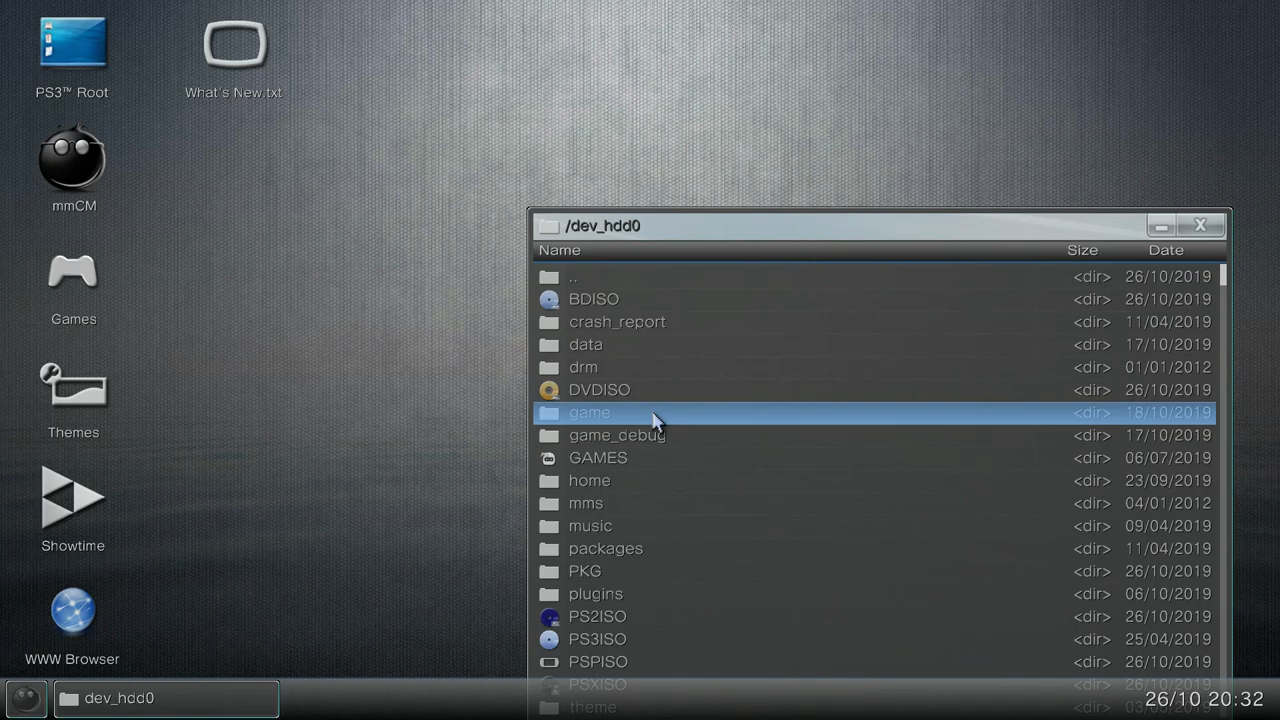 PS3™ Root
What's New.txt
mmCM
Games
Themes
Showtime
WWW Browser
/dev_hdd0
Name Size Date
.. <dir> 26/10/2019
BDISO <dir> 26/10/2019
crash_report <dir> 11/04/2019
data <dir> 17/10/2019
drm <dir> 01/01/2012
DVDISO <dir> 26/10/2019
game <dir> 18/10/2019
game_debug <dir> 17/10/2019
GAMES <dir> 06/07/2019
home <dir> 23/09/2019
mms <dir> 04/01/2012
music <dir> 09/04/2019
packages <dir> 11/04/2019
PKG <dir> 26/10/2019
plugins <dir> 06/10/2019
PS2ISO <dir> 26/10/2019
PS3ISO <dir> 25/04/2019
PSPISO <dir> 26/10/2019
PSXISO <dir> 26/10/2019
theme <dir>
dev_hdd0
26/10 20:32